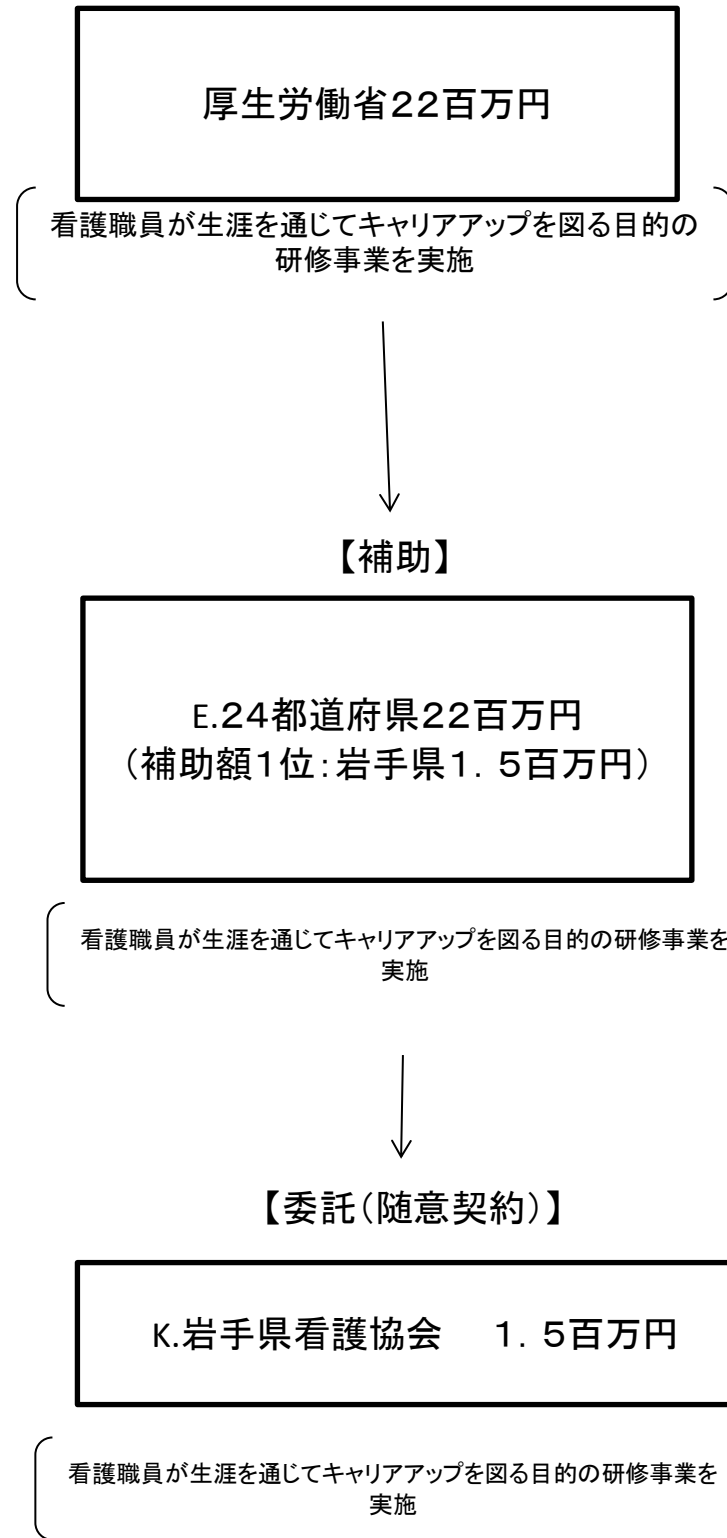 厚生労働省２２百万円
看護職員が生涯を通じてキャリアアップを図る目的の
研修事業を実施
【補助】
E.２４都道府県２２百万円
（補助額１位：岩手県１．５百万円）
看護職員が生涯を通じてキャリアアップを図る目的の研修事業を
実施
【委託（随意契約）】
K.岩手県看護協会　１．５百万円
看護職員が生涯を通じてキャリアアップを図る目的の研修事業を
実施